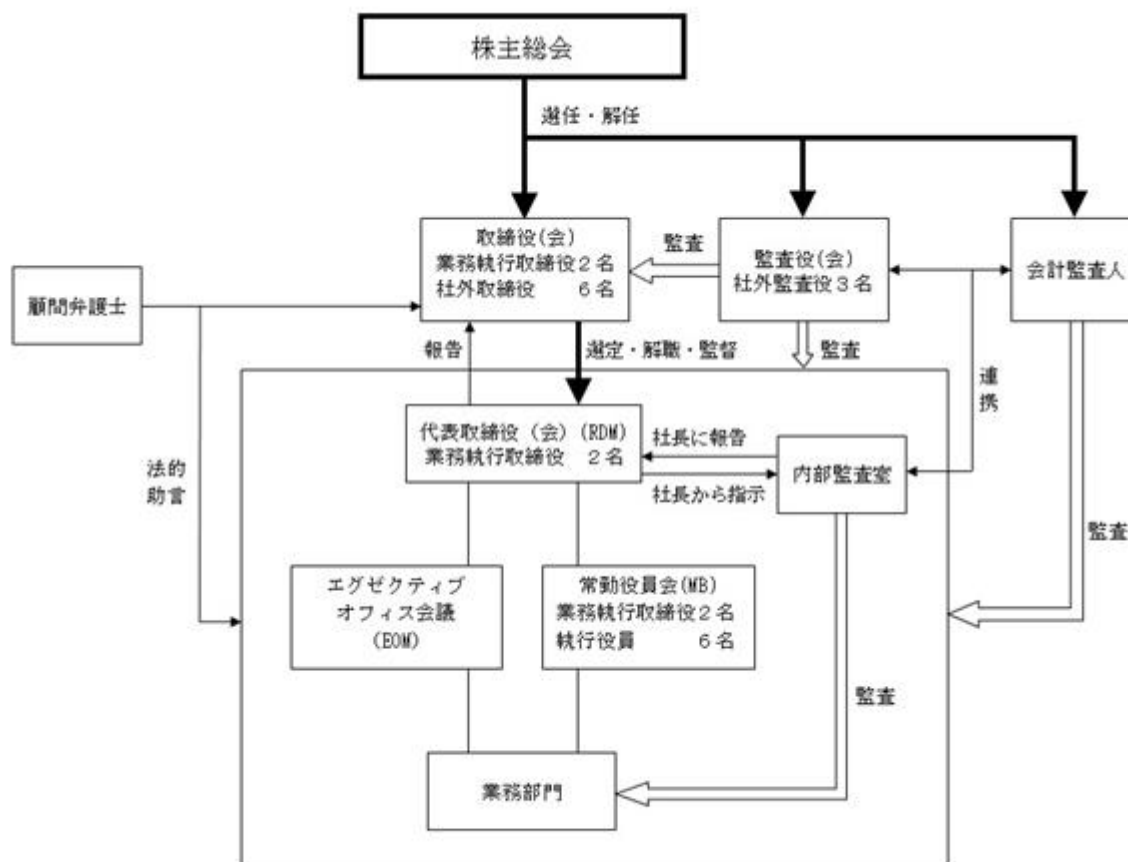 株主総会
選任・解任
取締役(会)
業務執行取締役2名
社外取締役 6名
監査
監査役(会)
社外監査役3名
会計監査人
顧問弁護士
報告
選定・解職・監督
監査
連携
代表取締役(会)(RDM)
業務執行取締役 2名
社長に報告
社長から指示
内部監査室
法的
助言
監査
エグゼクティブ
オフィス会議
(EOM)
常勤役員会(MB)
業務執行取締役2名
執行役員 6名
監査
業務部門